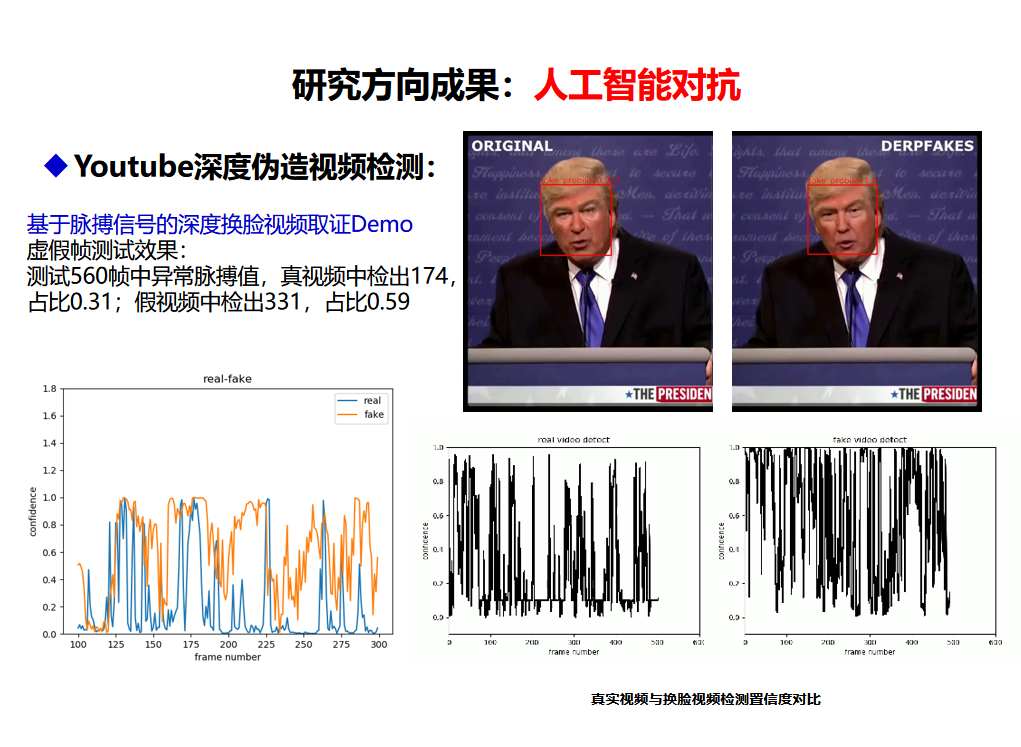 研究方向成果：人工智能对抗
◆ Youtube深度伪造视频检测：
基于脉搏信号的深度换脸视频取证Demo
虚假帧测试效果：
测试560帧中异常脉搏值，真视频中检出174，
占比0.31；假视频中检出331，占比0.59
ORIGINAL
★THE PRESIDEN
DERPFAKES
★THE PRESIDEN
real-fake
real
fake
1.8
1.6
1.4
1.2
1.0
0.8
0.6
0.4
0.2
0.0
confidence
100 125 150 175 200 225 250 275 300
frame number
real video detect
1.0
0.8
0.6
0.4
0.2
0.0
confidence
0 100 200 300 400 500 600
frame number
fake video detect
1.0
0.8
0.6
0.4
0.2
0.0
confidence
0 100 200 300 400 500 600
frame number
真实视频与换脸视频检测置信度对比